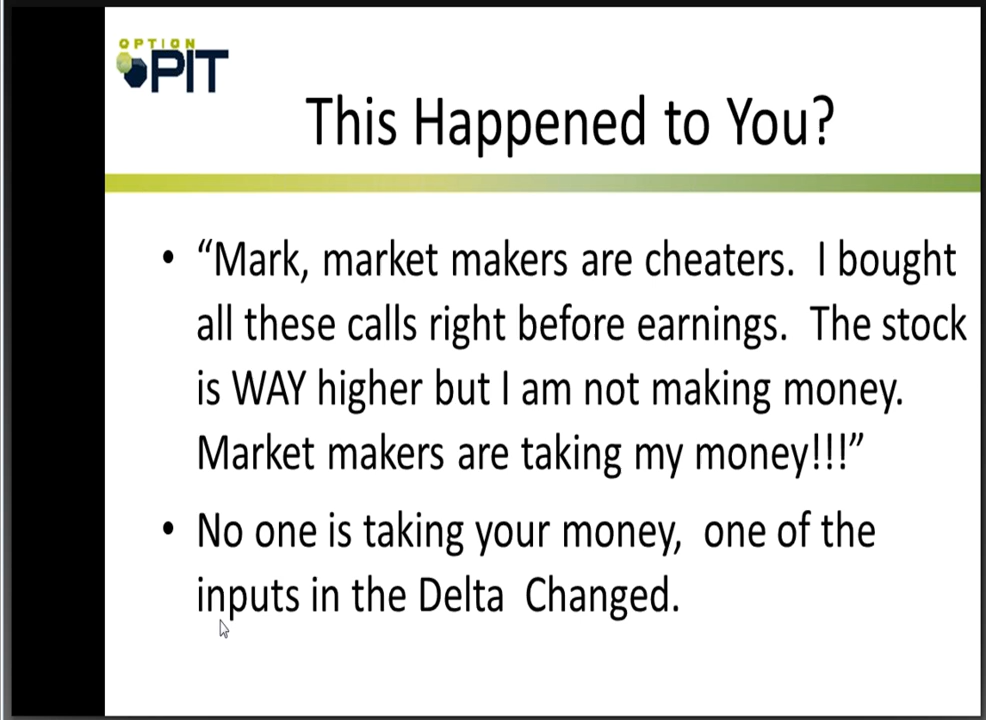 OPTION
PIT
This Happened to You?
• “Mark, market makers are cheaters.  I bought
all these calls right before earnings.  The stock
is WAY higher but I am not making money.
Market makers are taking my money!!!”
• No one is taking your money,  one of the
inputs in the Delta  Changed.